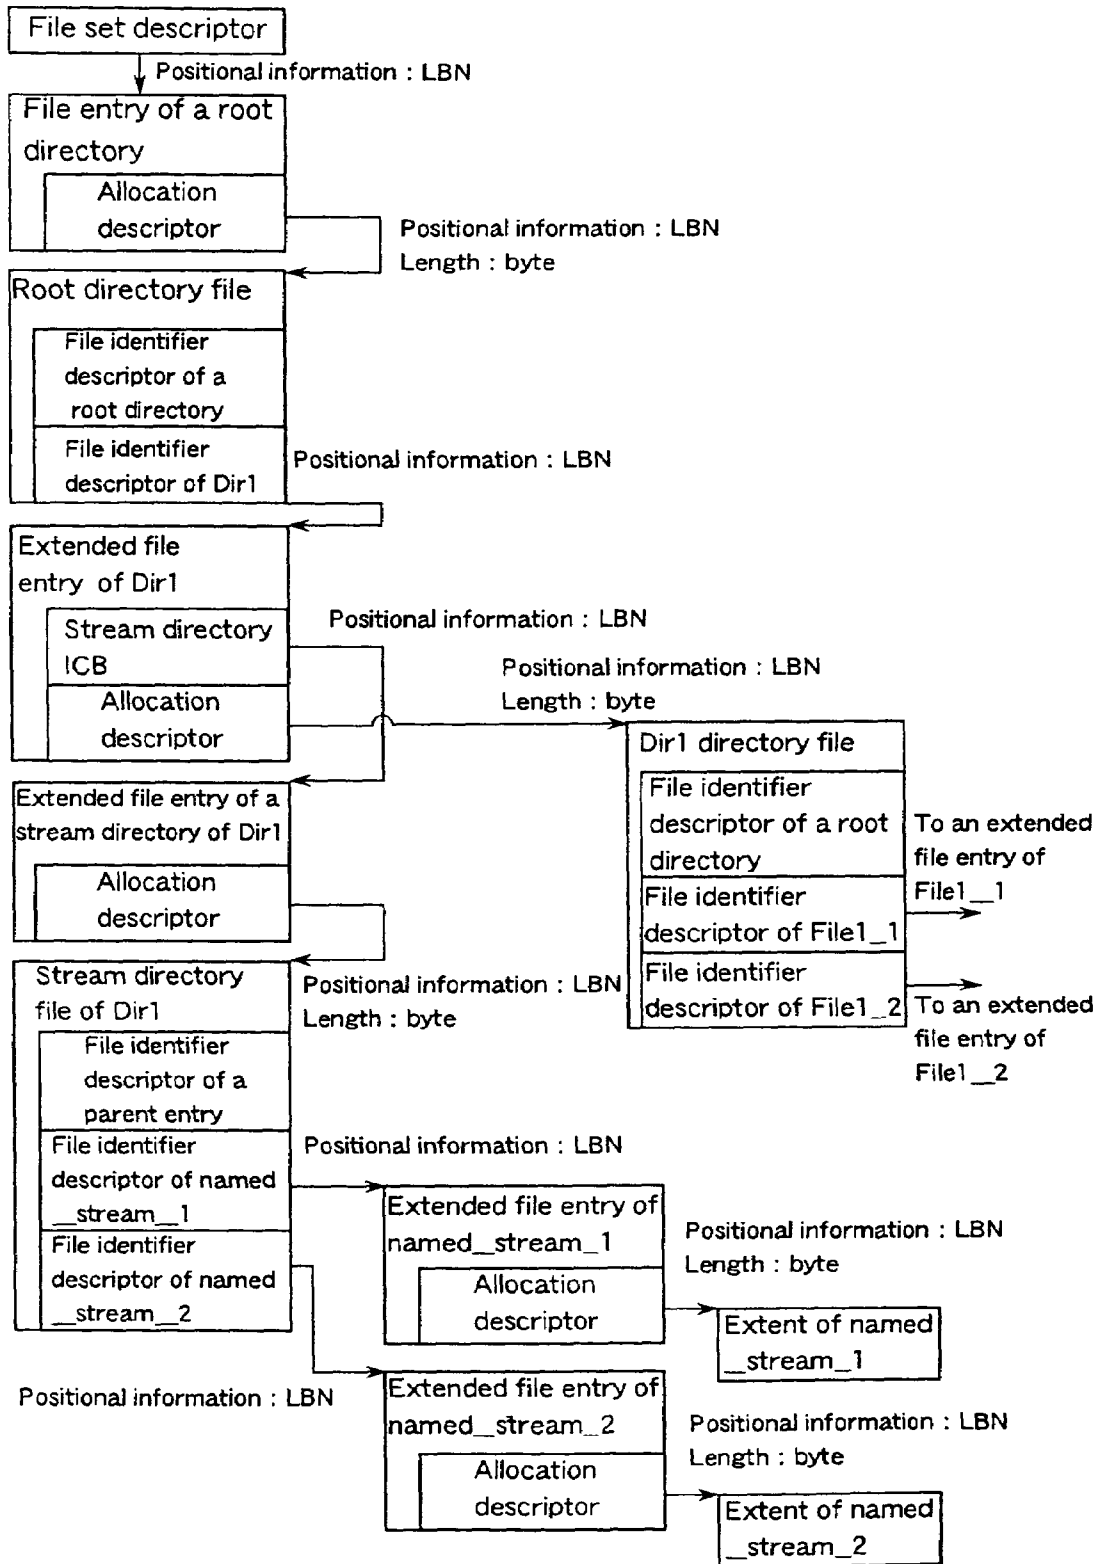 File set descriptor
Positional information : LBN
File entry of a root
directory
Allocation
descriptor
Positional information : LBN
Length : byte
Root directory file
File identifier
descriptor of a
root directory
File identifier
descriptor of Dir1
Positional information : LBN
Extended file
entry of Dir1
Stream directory
ICB
Allocation
descriptor
Positional information : LBN
Positional information : LBN
Length : byte
Dir1 directory file
File identifier
descriptor of a root
directory
File identifier
descriptor of File1_1
File identifier
descriptor of File1_2
To an extended
file entry of
File1__1
To an extended
file entry of
File1__2
Extended file entry of a
stream directory of Dir1
Allocation
descriptor
Positional information : LBN
Length : byte
Stream directory
file of Dir1
File identifier
descriptor of a
parent entry
File identifier
descriptor of named
__stream__1
File identifier
descriptor of named
__stream__2
Positional information : LBN
Extended file entry of
named__stream_1
Allocation
descriptor
Positional information : LBN
Length : byte
Extent of named
_stream_1
Positional information : LBN
Extended file entry of
named__stream_2
Allocation
descriptor
Positional information : LBN
Length : byte
Extent of named
_stream_2